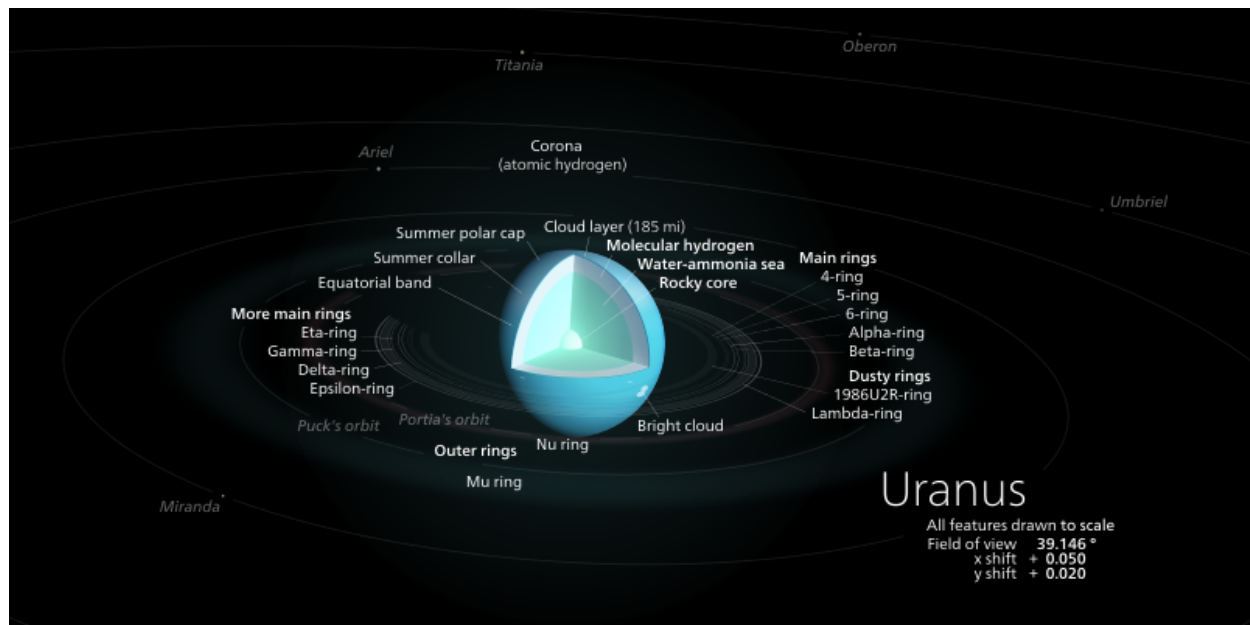 Oberon
Titania
Corona
(atomic hydrogen)
Ariel
Umbriel
Summer polar cap
Summer collar
Equatorial band
Cloud layer (185 mi)
Molecular hydrogen
Water-ammonia sea
Rocky core
Main rings
4-ring
5-ring
6-ring
Alpha-ring
Beta-ring
Dusty rings
1986U2R-ring
Lambda-ring
More main rings
Eta-ring
Gamma-ring
Delta-ring
Epsilon-ring
Puck's orbit
Portia's orbit
Bright cloud
Nu ring
Outer rings
Mu ring
Miranda
Uranus
All features drawn to scale
Field of view 39.146 °
x shift + 0.050
y shift + 0.020